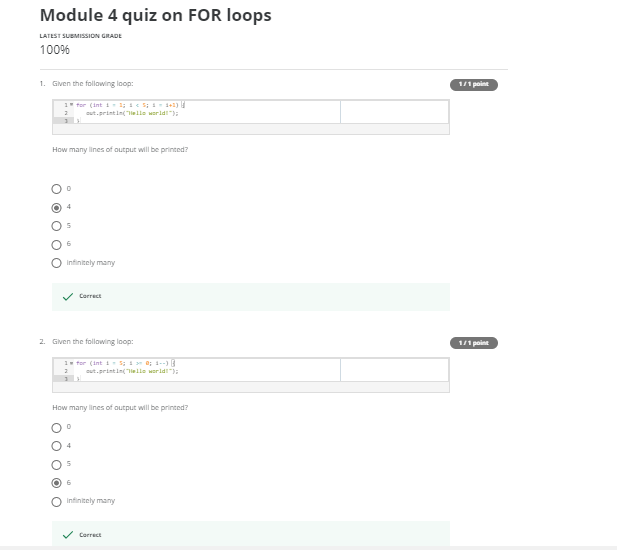 Module 4 quiz on FOR loops
LATEST SUBMISSION GRADE
100%
1. Given the following loop:
1 / 1 point
1 for (int i = 1; i < 5; i = i+1) {
2 out.println("Hello world!");
3 }
How many lines of output will be printed?
0
4
5
6
infinitely many
Correct
2. Given the following loop:
1 / 1 point
1 for (int i = 5; i >= 0; i--) {
2 out.println("Hello world!");
3 }
How many lines of output will be printed?
0
4
5
6
infinitely many
Correct